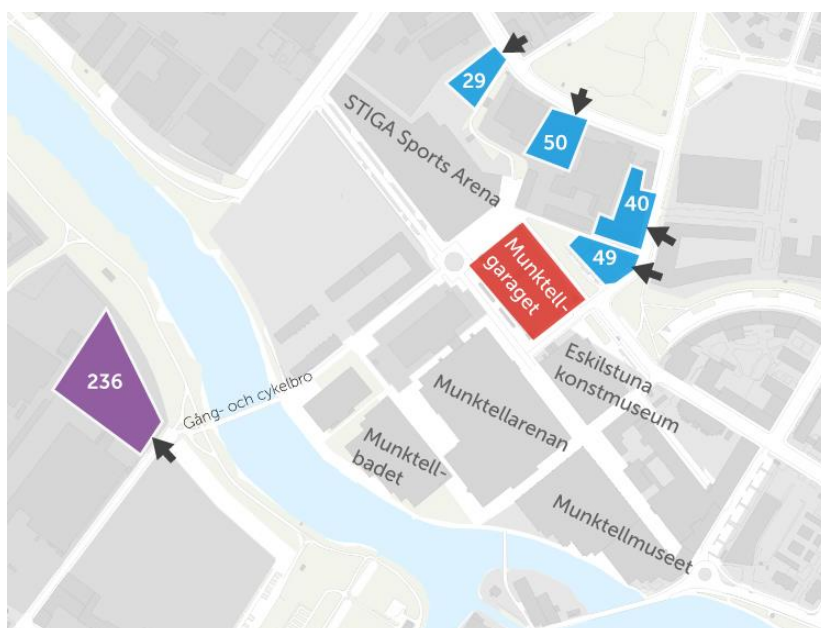 29
50
STIGA Sports Arena
40
49
Munktell-
garaget
236
Gång- och cykelbro
Eskilstuna
konstmuseum
Munktellarenan
Munktell-
badet
Munktellmuseet